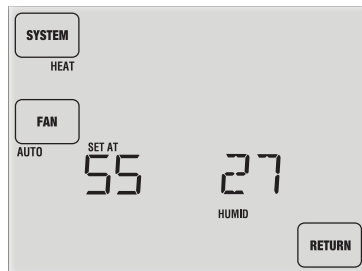 SYSTEM
HEAT
FAN
AUTO
SET AT
55 27
HUMID
RETURN